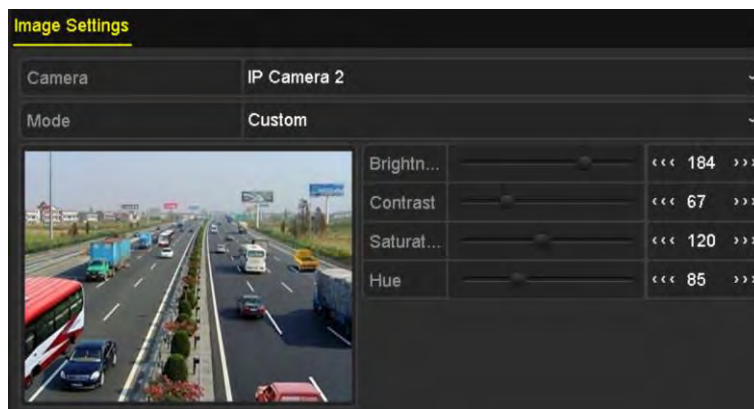 Image Settings
Camera IP Camera 2
Mode Custom
Brightn... ‹‹‹ 184 ›››
Contrast ‹‹‹ 67 ›››
Saturat... ‹‹‹ 120 ›››
Hue ‹‹‹ 85 ›››